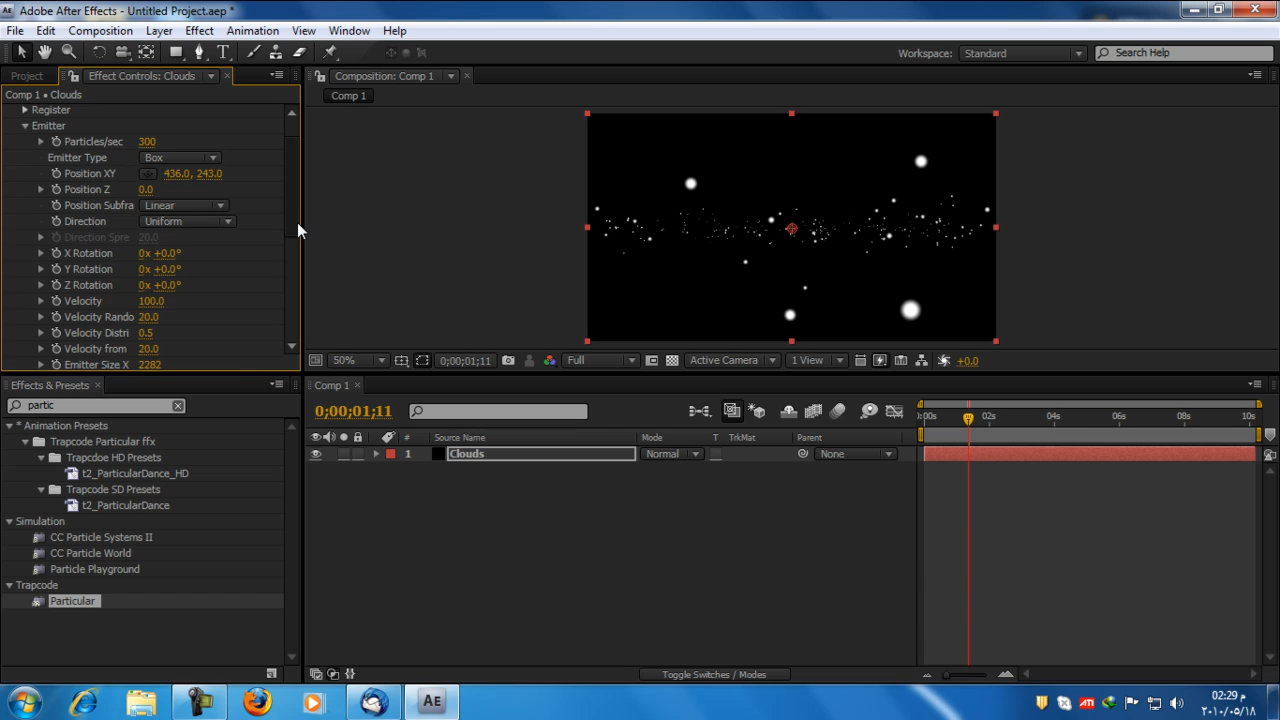 Adobe After Effects - Untitled Project.aep *
File Edit Composition Layer Effect Animation View Window Help
Workspace: Standard Search Help
Project Effect Controls: Clouds Composition: Comp 1
Comp 1 • Clouds Comp 1
Register
Emitter
Particles/sec 300
Emitter Type Box
Position XY 436.0, 243.0
Position Z 0.0
Position Subfra Linear
Direction Uniform
Direction Spre 20.0
X Rotation 0x +0.0°
Y Rotation 0x +0.0°
Z Rotation 0x +0.0°
Velocity 100.0
Velocity Rando 20.0
Velocity Distri 0.5
Velocity from 20.0
Emitter Size X 2282
50% 0;00;01;11 Full Active Camera 1 View +0.0
Effects & Presets
partic
* Animation Presets
Trapcode Particular ffx
Trapcdoe HD Presets
t2_ParticularDance_HD
Trapcode SD Presets
t2_ParticularDance
Simulation
CC Particle Systems II
CC Particle World
Particle Playground
Trapcode
Particular
Comp 1
0;00;01;11
:00s 02s 04s 06s 08s 10s
# Source Name Mode T TrkMat Parent
1 Clouds Normal None
Toggle Switches / Modes
AE
ATI
02:29 م
٢٠١٠/٠٥/١٨